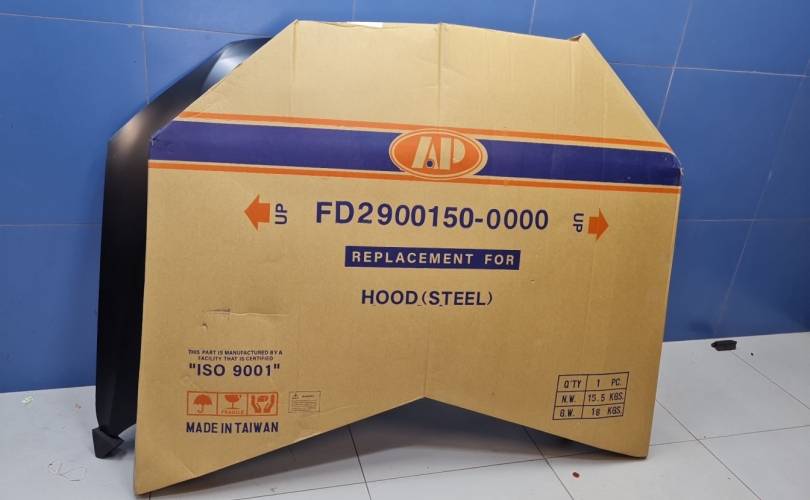 AP
UP
FD2900150-0000
UP
REPLACEMENT FOR
HOOD (STEEL)
THIS PART IS MANUFACTURED BY A
FACILITY THAT IS CERTIFIED
"ISO 9001"
FRAGILE
MADE IN TAIWAN
Q'TY 1 PC.
N.W. 15.5 KGS.
G.W. 18 KGS.